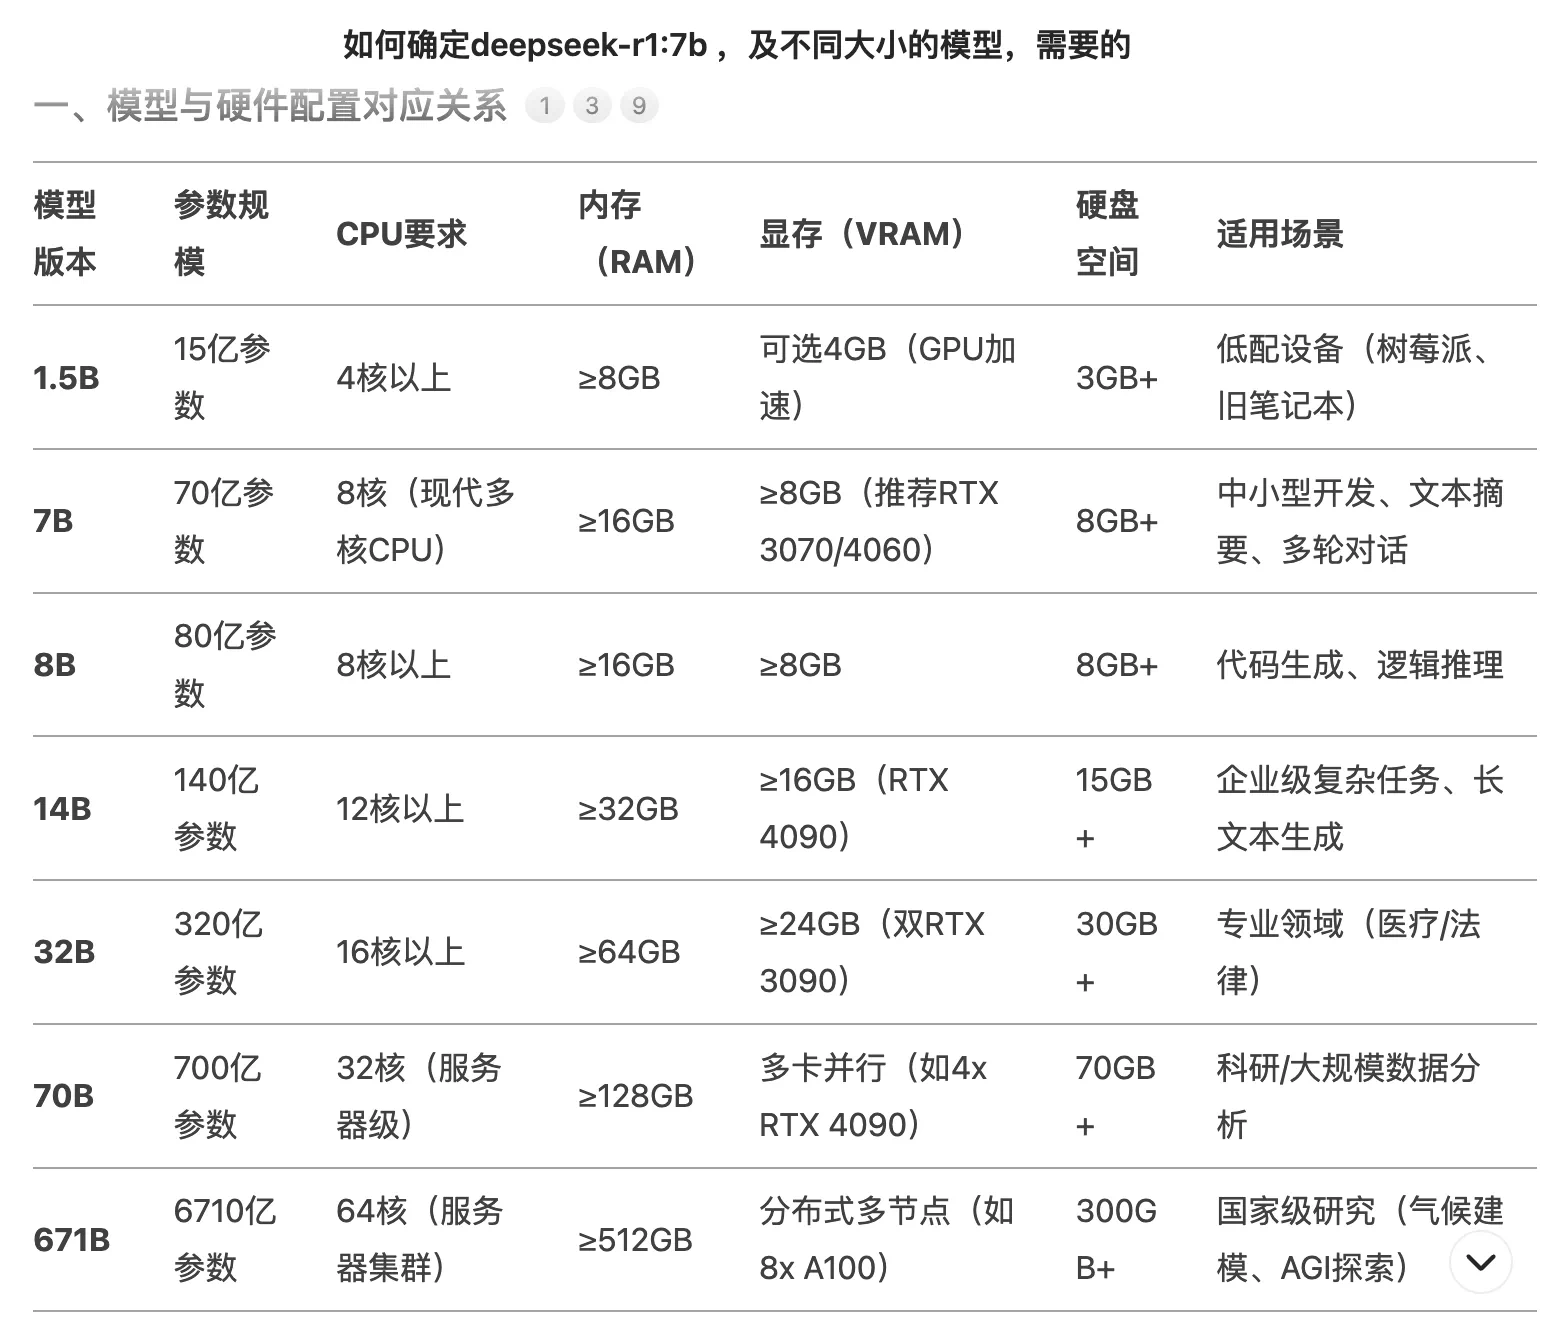 如何确定deepseek-r1:7b ，及不同大小的模型，需要的
一、模型与硬件配置对应关系 1 3 9
模型版本 参数规模 CPU要求 内存（RAM） 显存（VRAM） 硬盘空间 适用场景
1.5B 15亿参数 4核以上 ≥8GB 可选4GB（GPU加速） 3GB+ 低配设备（树莓派、旧笔记本）
7B 70亿参数 8核（现代多核CPU） ≥16GB ≥8GB（推荐RTX 3070/4060） 8GB+ 中小型开发、文本摘要、多轮对话
8B 80亿参数 8核以上 ≥16GB ≥8GB 8GB+ 代码生成、逻辑推理
14B 140亿参数 12核以上 ≥32GB ≥16GB（RTX 4090） 15GB+ 企业级复杂任务、长文本生成
32B 320亿参数 16核以上 ≥64GB ≥24GB（双RTX 3090） 30GB+ 专业领域（医疗/法律）
70B 700亿参数 32核（服务器级） ≥128GB 多卡并行（如4x RTX 4090） 70GB+ 科研/大规模数据分析
671B 6710亿参数 64核（服务器集群） ≥512GB 分布式多节点（如8x A100） 300GB+ 国家级研究（气候建模、AGI探索）